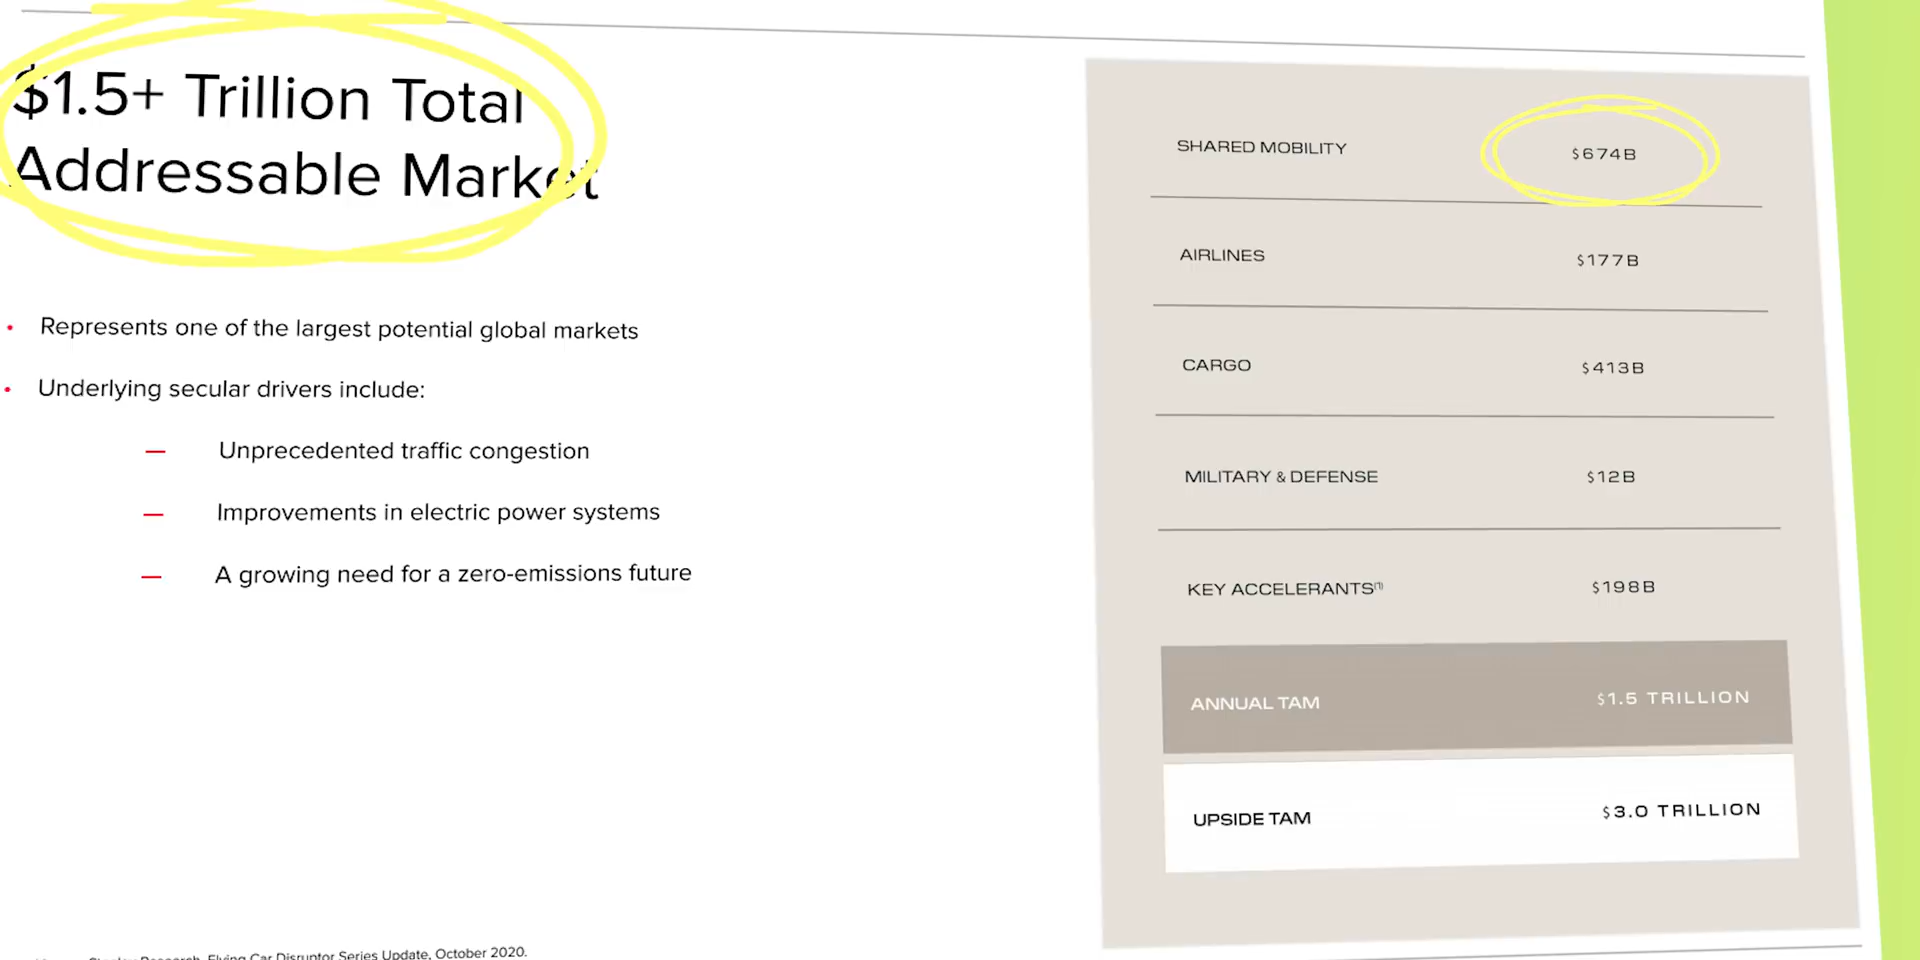 $1.5+ Trillion Total
Addressable Market
• Represents one of the largest potential global markets
• Underlying secular drivers include:
— Unprecedented traffic congestion
— Improvements in electric power systems
— A growing need for a zero-emissions future
SHARED MOBILITY $674B
AIRLINES $177B
CARGO $413B
MILITARY & DEFENSE $12B
KEY ACCELERANTS(1) $198B
ANNUAL TAM $1.5 TRILLION
UPSIDE TAM $3.0 TRILLION
Research, Flying Car Disruptor Series Update, October 2020.